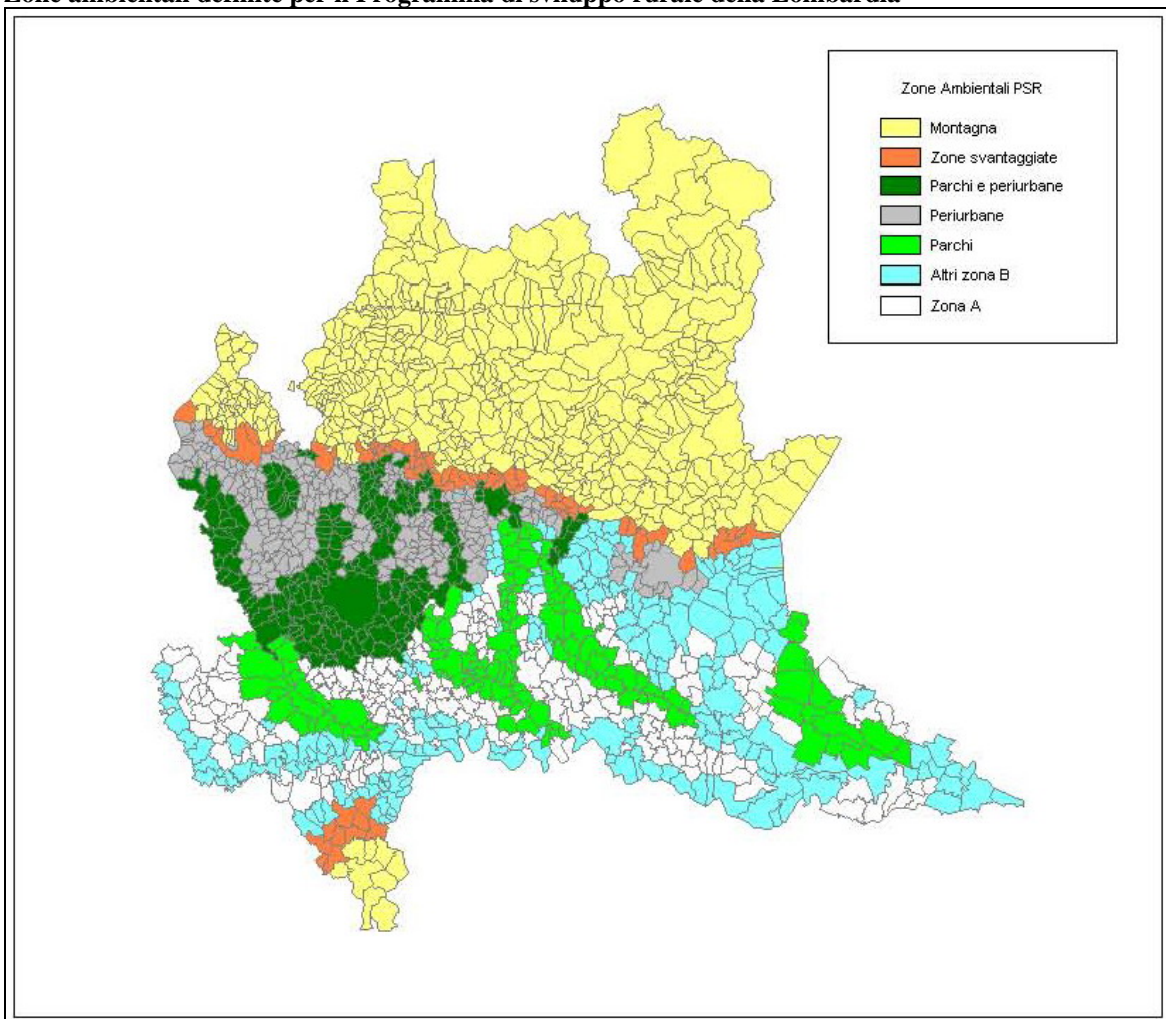 Zone ambientali definite per il Programma di sviluppo rurale della Lombardia
Zone Ambientali PSR
Montagna
Zone svantaggiate
Parchi e periurbane
Periurbane
Parchi
Altri zona B
Zona A